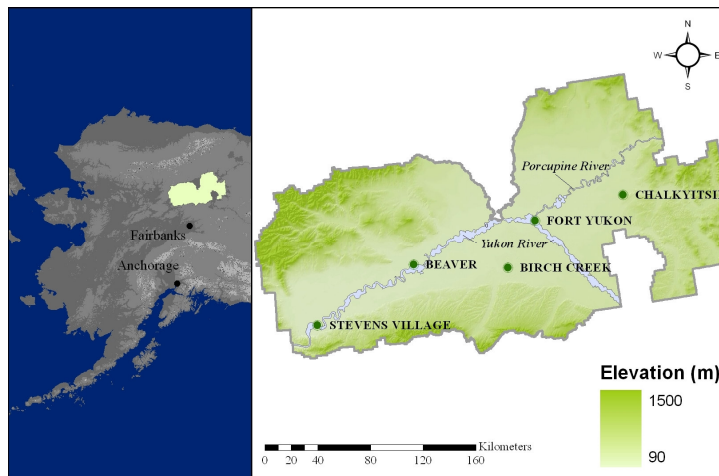 Fairbanks
Anchorage
N
W E
S
Porcupine River
CHALKYITSIK
FORT YUKON
Yukon River
BEAVER
BIRCH CREEK
STEVENS VILLAGE
Elevation (m)
1500
90
Kilometers
0 20 40 80 120 160